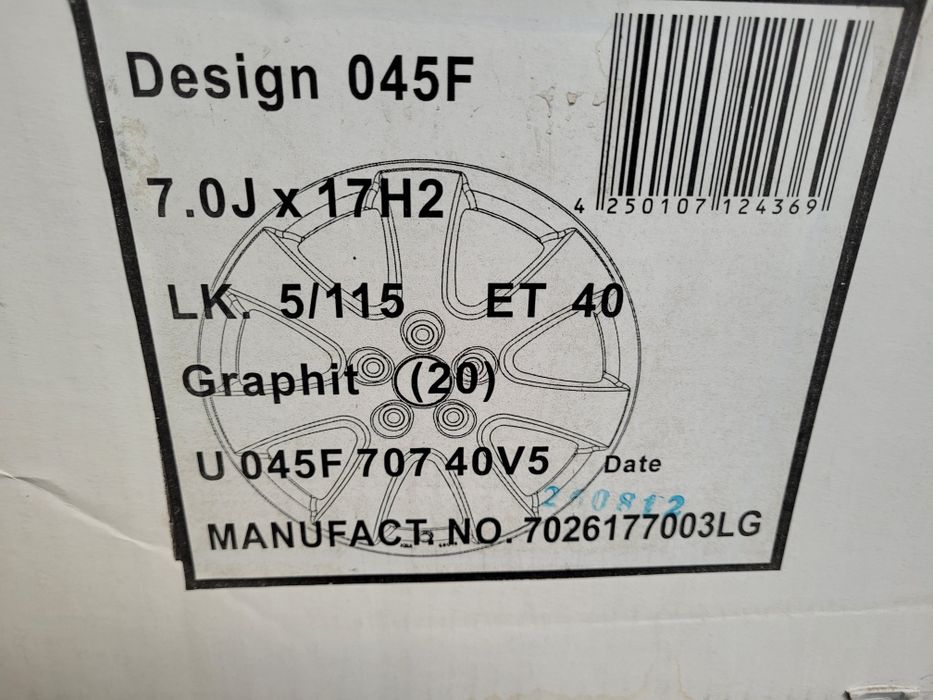 Design 045F
4 250107 124369
7.0J x 17H2
LK. 5/115 ET 40
Graphit (20)
U 045F 707 40V5 Date
MANUFACT. NO. 7026177003LG